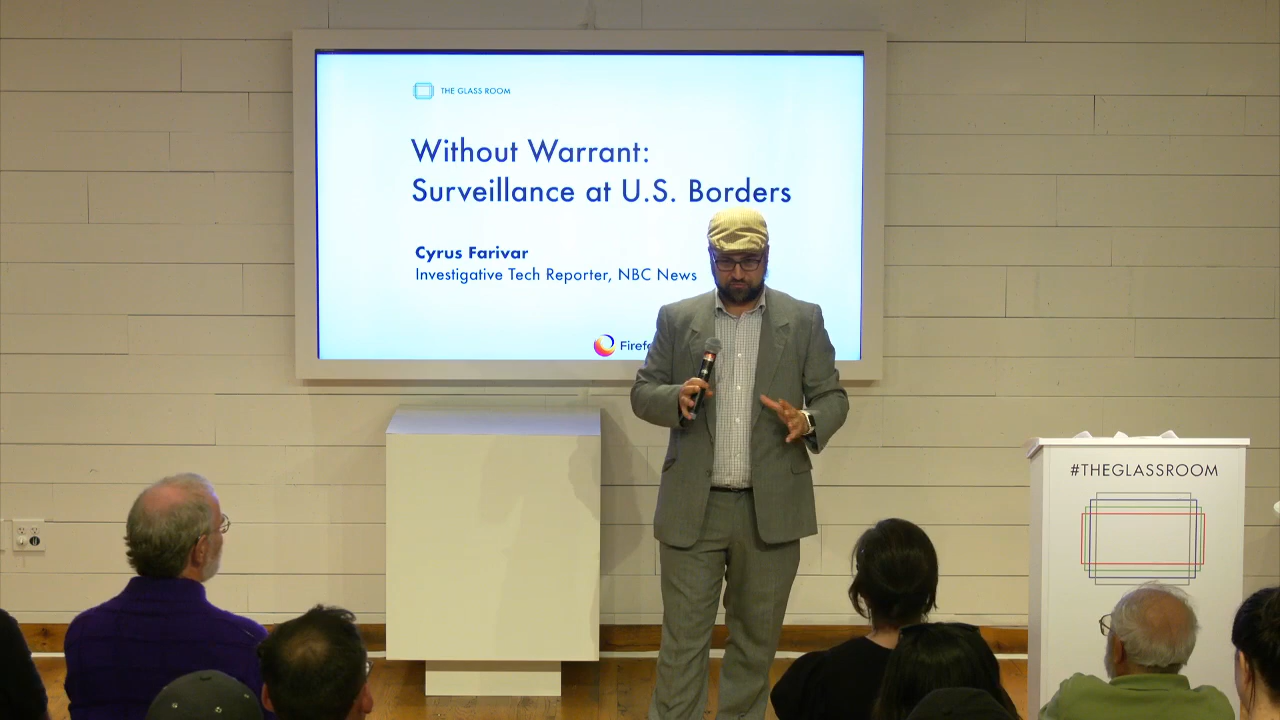 THE GLASS ROOM
Without Warrant:
Surveillance at U.S. Borders
Cyrus Farivar
Investigative Tech Reporter, NBC News
#THEGLASSROOM